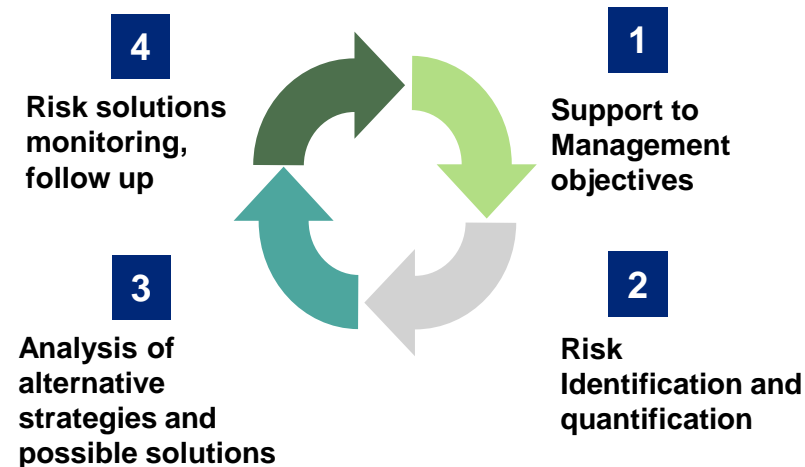 1
Support to
Management
objectives
2
Risk
Identification and
quantification
3
Analysis of
alternative
strategies and
possible solutions
4
Risk solutions
monitoring,
follow up